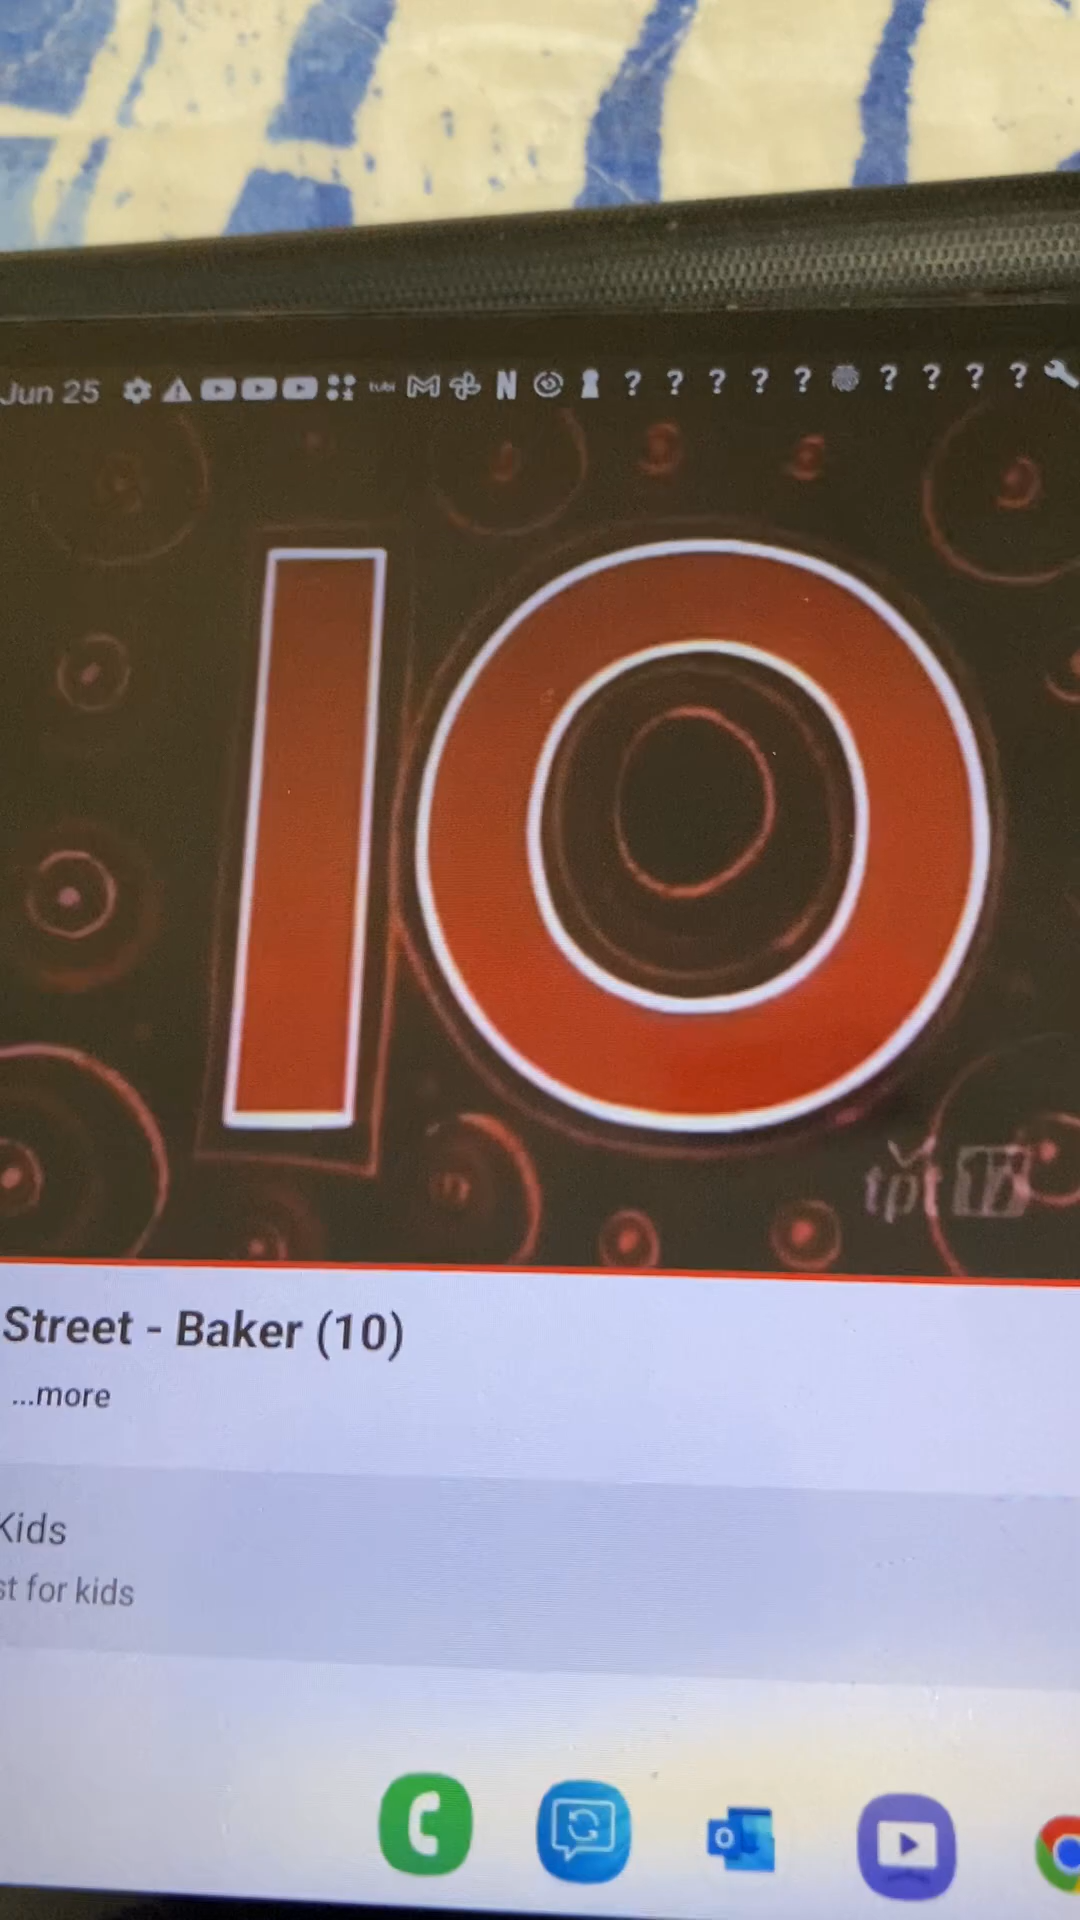 Jun 25
10
tpt
Street - Baker (10)
...more
Kids
st for kids